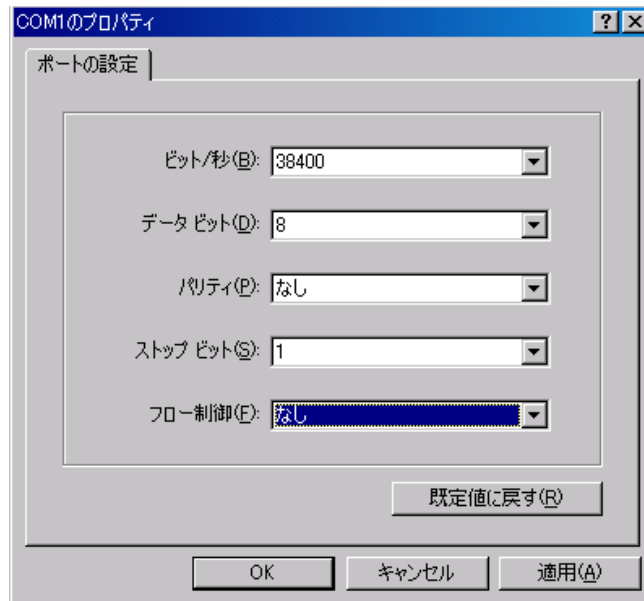 COM1のプロパティ
ポートの設定
ビット/秒(B): 38400
データ ビット(D): 8
パリティ(P): なし
ストップ ビット(S): 1
フロー制御(F): なし
既定値に戻す(R)
OK キャンセル 適用(A)